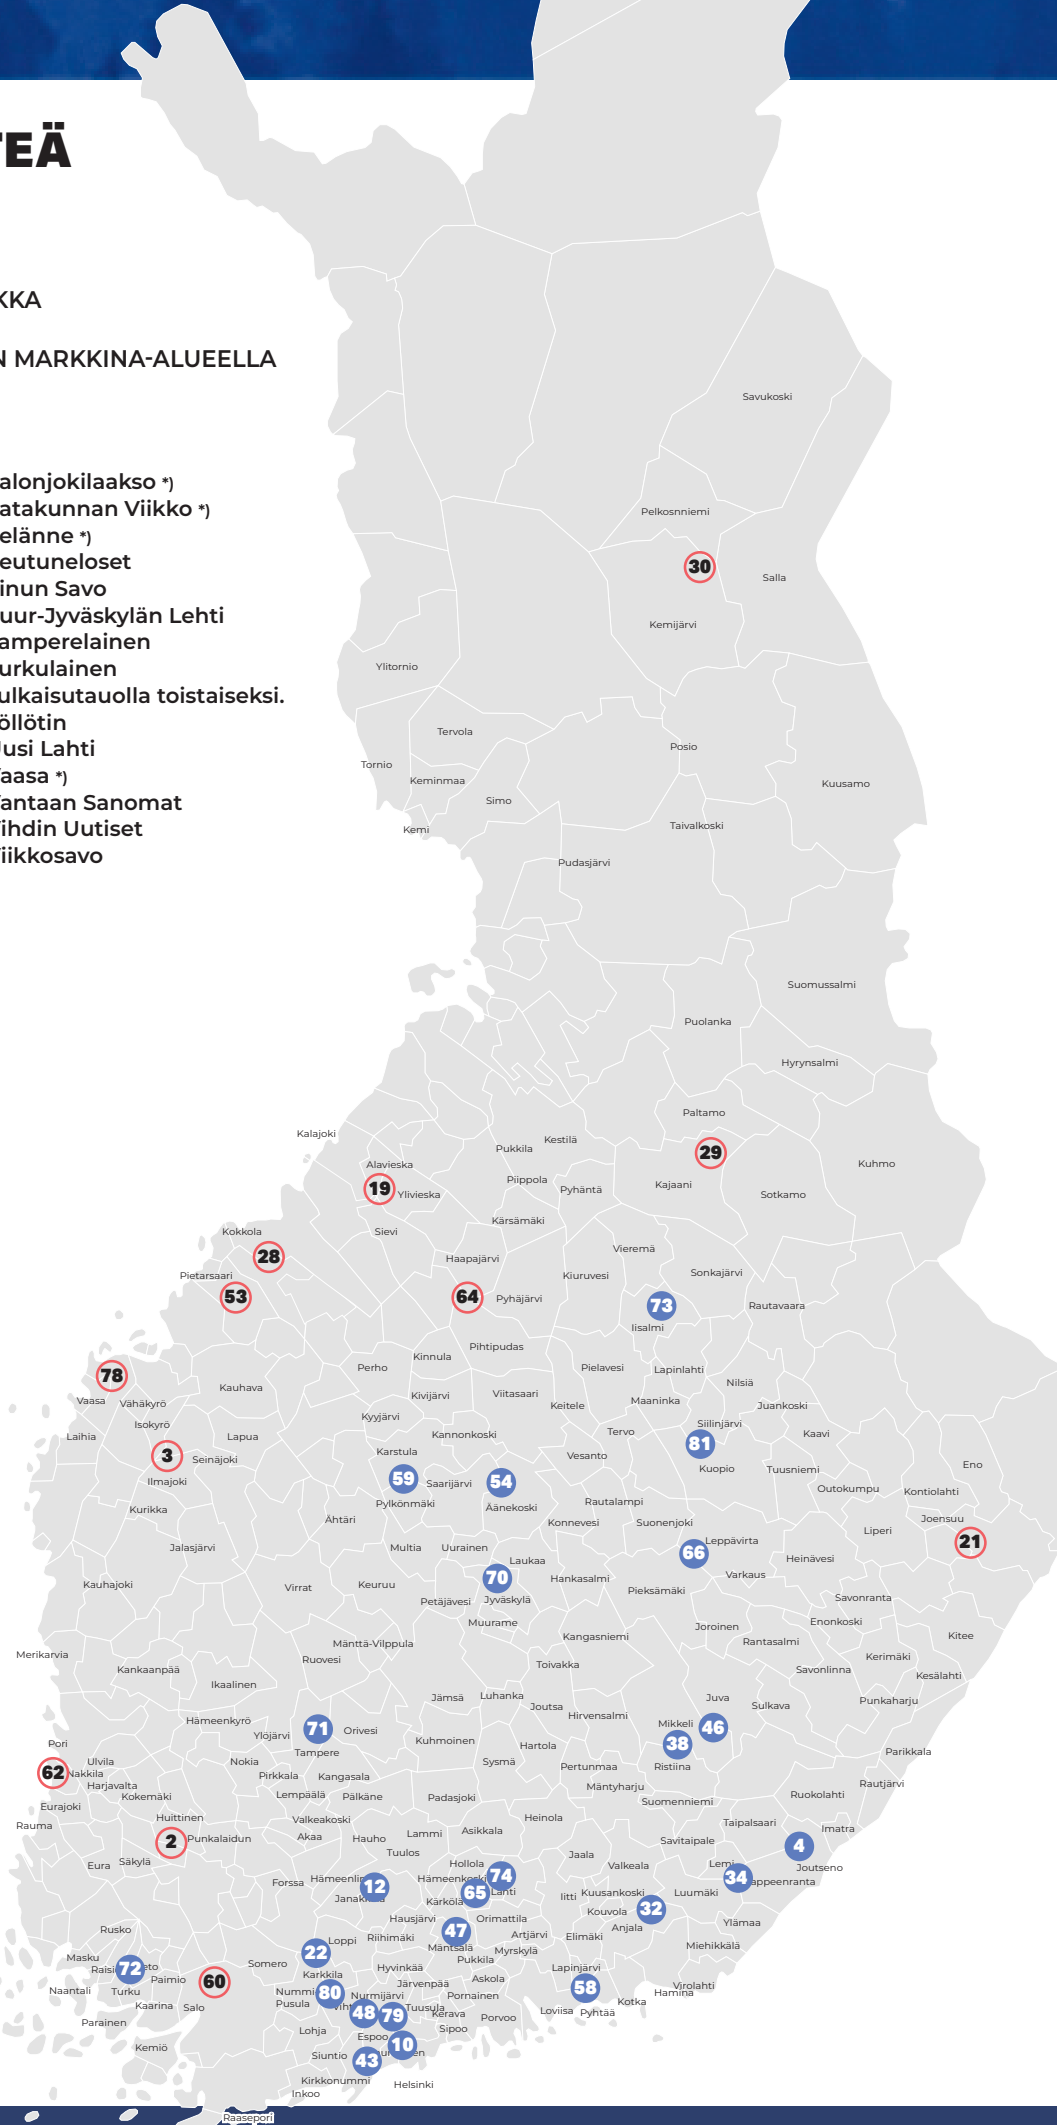 TEÄ
KKA
N MARKKINA-ALUEELLA
alonjokilaakso *)
atakunnan Viikko *)
elänne *)
eutuneloset
inun Savo
uur-Jyväskylän Lehti
amperelainen
urkulainen
ulkaisutauolla toistaiseksi.
öllötin
Uusi Lahti
Vaasa *)
Vantaan Sanomat
Vihdin Uutiset
Viikkosavo
Savukoski
Pelkosnniemi
30
Salla
Kemijärvi
Ylitornio
Tervola
Posio
Tornio
Keminmaa
Kuusamo
Simo
Kemi
Taivalkoski
Pudasjärvi
Suomussalmi
Puolanka
Hyrynsalmi
Paltamo
Kalajoki
Kestilä
Pukkila
29
Alavieska
Kuhmo
19
Ylivieska
Piippola
Pyhäntä
Kajaani
Sotkamo
Kärsämäki
Kokkola
Sievi
28
Haapajärvi
Vieremä
Pietarsaari
Kiuruvesi
Sonkajärvi
53
64
Pyhäjärvi
73
Rautavaara
Iisalmi
Pihtipudas
Kinnula
78
Perho
Pielavesi
Lapinlahti
Kauhava
Nilsiä
Vaasa
Vähäkyrö
Kivijärvi
Viitasaari
Keitele
Maaninka
Juankoski
Isokyrö
Kyyjärvi
Siilinjärvi
Laihia
Lapua
Kannonkoski
Tervo
Kaavi
3
Seinäjoki
Karstula
Vesanto
81
Eno
Ilmajoki
59
Saarijärvi
54
Kuopio
Tuusniemi
Kurikka
Pylkönmäki
Äänekoski
Rautalampi
Outokumpu
Kontiolahti
Ähtäri
Konnevesi
Suonenjoki
Joensuu
Jalasjärvi
Multia
Uurainen
Leppävirta
Liperi
21
Laukaa
66
Heinävesi
Kauhajoki
Virrat
Keuruu
70
Hankasalmi
Varkaus
Petäjävesi
Jyväskylä
Pieksämäki
Savonranta
Muurame
Joroinen
Enonkoski
Merikarvia
Mänttä-Vilppula
Kangasniemi
Rantasalmi
Kitee
Kankaanpää
Ruovesi
Toivakka
Savonlinna
Kerimäki
Ikaalinen
Kesälahti
Jämsä
Luhanka
Joutsa
Juva
Sulkava
Punkaharju
Hämeenkyrö
71
Orivesi
Hirvensalmi
Mikkeli
46
Ylöjärvi
Kuhmoinen
38
Pori
Tampere
Hartola
Parikkala
62
Nakkila
Ulvila
Nokia
Sysmä
Pertunmaa
Ristiina
Harjavalta
Pirkkala
Kangasala
Mäntyharju
Rautjärvi
Kokemäki
Lempäälä
Pälkäne
Padasjoki
Suomenniemi
Ruokolahti
Eurajoki
Huittinen
Valkeakoski
Heinola
Taipalsaari
Rauma
2
Punkalaidun
Akaa
Hauho
Lammi
Asikkala
Imatra
Tuulos
Jaala
Savitaipale
4
Eura
Säkylä
Hollola
Valkeala
Lemi
Joutseno
Forssa
Hämeenlin
12
Hämeenkoski
74
Lahti
34
appeenranta
Janakkala
Kärkölä
65
Iitti
Kuusankoski
Luumäki
Hausjärvi
Orimattila
Kouvola
32
Ylämaa
Rusko
Loppi
Riihimäki
47
Artjärvi
Elimäki
Anjala
Miehikkälä
Masku
22
Mäntsälä
Myrskylä
Raisi
72
eto
Somero
Karkkila
Hyvinkää
Pukkila
Lapinjärvi
Paimio
60
Järvenpää
Askola
58
Virolahti
Naantali
Turku
Nummi
80
Nurmijärvi
Pornainen
Hamina
Kaarina
Salo
Pusula
Viht
48
79
Tuusula
Kerava
Loviisa
Pyhtää
Kotka
Parainen
Lohja
Espoo
Sipoo
Porvoo
Kemiö
Siuntio
43
10
Kirkkonummi
Helsinki
Inkoo
Raasepori